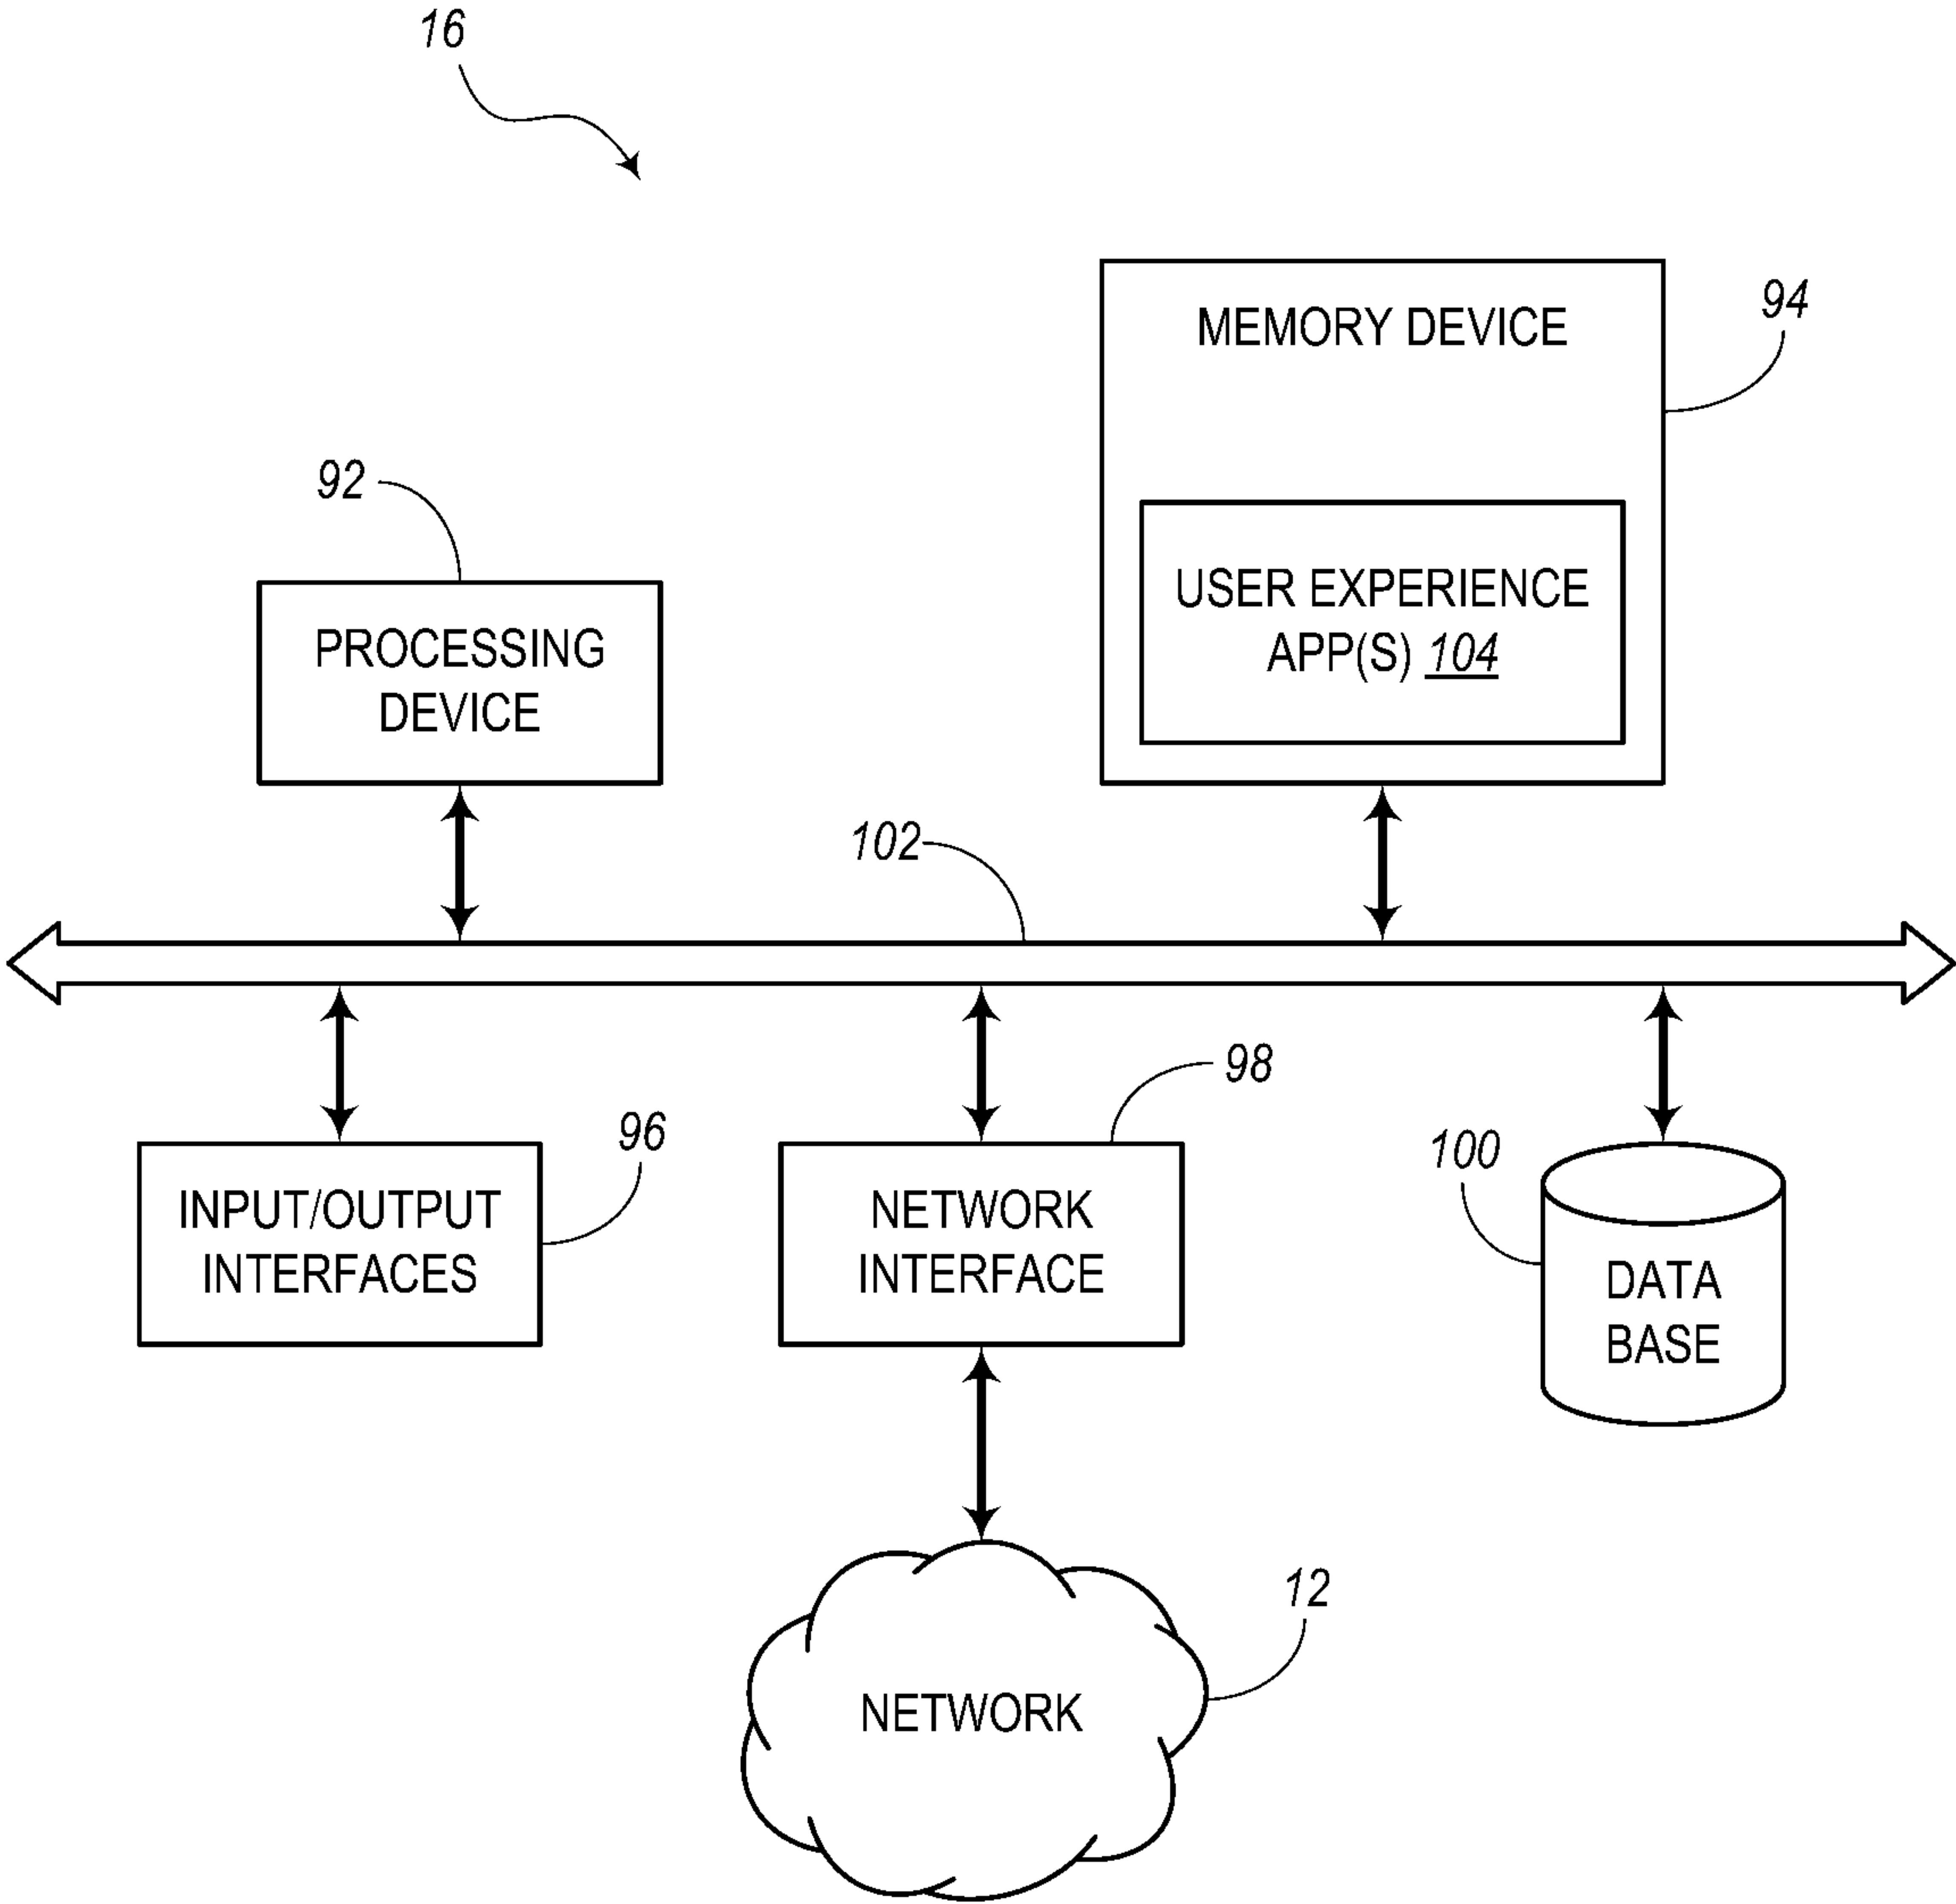 16
MEMORY DEVICE
94
92
USER EXPERIENCE
APP(S) 104
PROCESSING
DEVICE
102
98
96
100
INPUT/OUTPUT
INTERFACES
NETWORK
INTERFACE
DATA
BASE
12
NETWORK